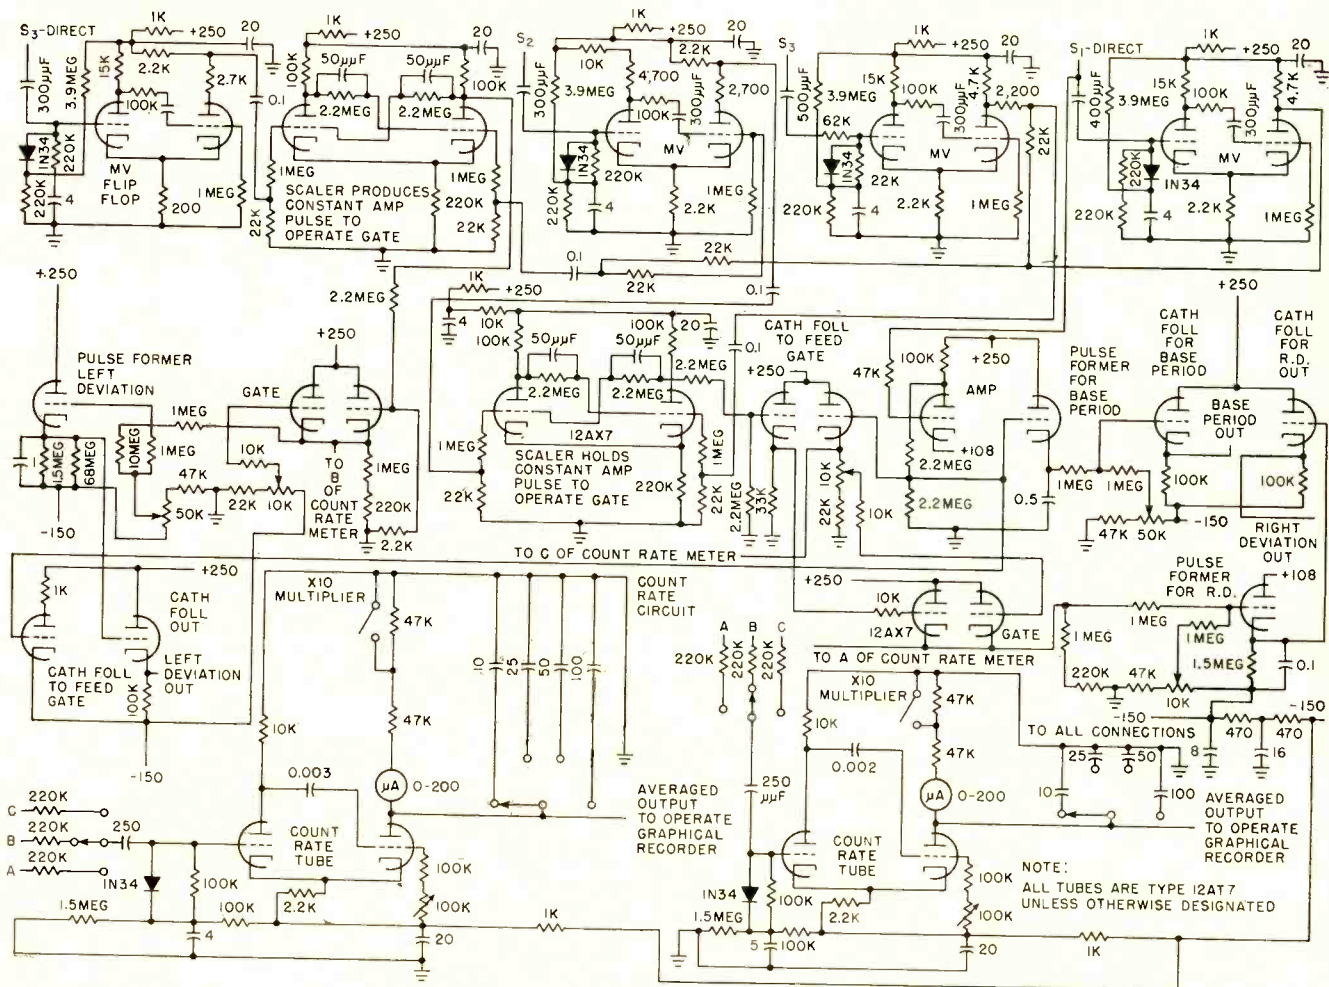 S3-DIRECT
1K
+250
20
300µµF
3.9MEG
15K
2.2K
2.7K
100K
0.1
1N34
220K
220K
4
MV
FLIP
FLOP
200
1MEG
22K
1K
+250
20
100K
50µµF
50µµF
100K
2.2MEG
2.2MEG
1MEG
SCALER PRODUCES
CONSTANT AMP
PULSE TO
OPERATE GATE
1MEG
220K
22K
S2
1K
+250
20
300µµF
10K
3.9MEG
4,700
2.2K
2,700
100K
300µµF
MV
1N34
220K
220K
4
2.2K
1MEG
22K
0.1
22K
0.1
S3
1K
+250
20
500µµF
15K
3.9MEG
100K
300µµF
4.7K
2,200
62K
22K
MV
1N34
22K
220K
4
2.2K
1MEG
S1-DIRECT
1K
+250
20
400µµF
3.9MEG
15K
100K
300µµF
4.7K
MV
220K
1N34
220K
4
2.2K
1MEG
+250
PULSE FORMER
LEFT
DEVIATION
1
1.5MEG
68MEG
-150
10MEG
1MEG
1MEG
47K
50K
22K
10K
10K
GATE
+250
2.2MEG
TO
B OF
COUNT
RATE
METER
1MEG
220K
2.2K
1K
+250
4
10K
100K
50µµF
50µµF
100K
20
2.2MEG
2.2MEG
2.2MEG
12AX7
1MEG
SCALER HOLDS
CONSTANT AMP
PULSE TO
OPERATE GATE
22K
220K
1MEG
22K
0.1
CATH FOLL
TO FEED
GATE
+250
2.2MEG
33K
10K
22K
10K
47K
100K
+250
AMP
+108
2.2MEG
2.2MEG
0.5
PULSE
FORMER
FOR
BASE
PERIOD
1MEG
1MEG
47K
50K
-150
+250
CATH
FOLL
FOR
BASE
PERIOD
CATH
FOLL
FOR
R.D. OUT
BASE
PERIOD
OUT
100K
100K
RIGHT
DEVIATION
OUT
TO C OF COUNT RATE METER
1K
+250
CATH
FOLL
OUT
CATH FOLL
TO FEED
GATE
LEFT
DEVIATION
OUT
100K
-150
X10
MULTIPLIER
47K
47K
10K
0.003
µA
0-200
10
25
50
100
COUNT
RATE
CIRCUIT
AVERAGED
OUTPUT
TO OPERATE
GRAPHICAL
RECORDER
C
220K
B
220K
A
220K
250
1N34
1.5MEG
100K
4
100K
COUNT
RATE
TUBE
2.2K
100K
100K
20
1K
A
B
C
220K
220K
220K
250
µµF
+250
10K
12AX7
GATE
TO A OF COUNT RATE METER
X10
MULTIPLIER
47K
47K
10K
0.002
µA
0-200
COUNT
RATE
TUBE
1N34
1.5MEG
100K
5
100K
2.2K
100K
100K
20
1K
PULSE
FORMER
FOR R.D.
+108
1MEG
1MEG
1MEG
1.5MEG
0.1
220K
47K
10K
-150
470
470
-150
8
16
TO ALL CONNECTIONS
25
50
10
100
AVERAGED
OUTPUT
TO OPERATE
GRAPHICAL
RECORDER
NOTE:
ALL TUBES ARE TYPE 12AT7
UNLESS OTHERWISE DESIGNATED